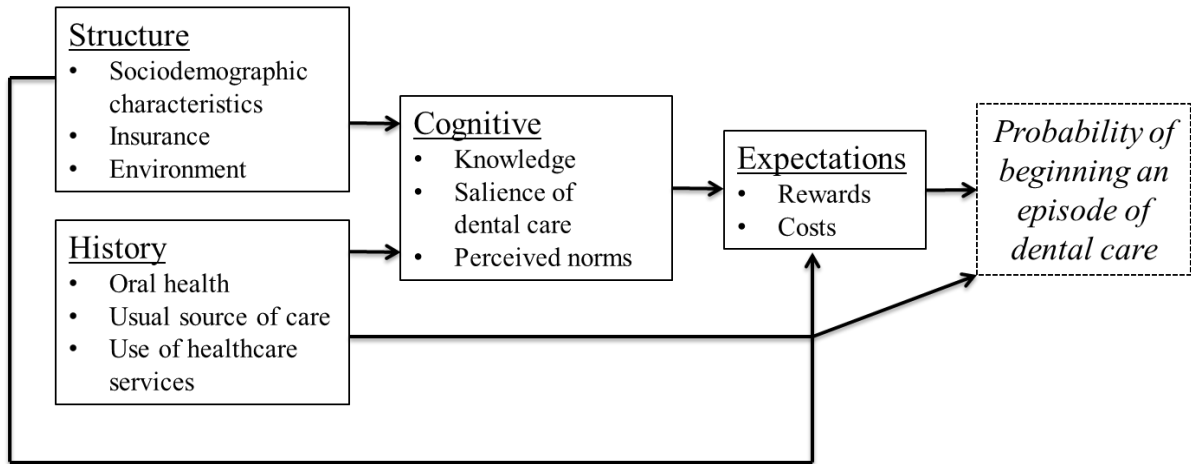 Structure
• Sociodemographic
characteristics
• Insurance
• Environment
History
• Oral health
• Usual source of care
• Use of healthcare
services
Cognitive
• Knowledge
• Salience of
dental care
• Perceived norms
Expectations
• Rewards
• Costs
Probability of
beginning an
episode of
dental care